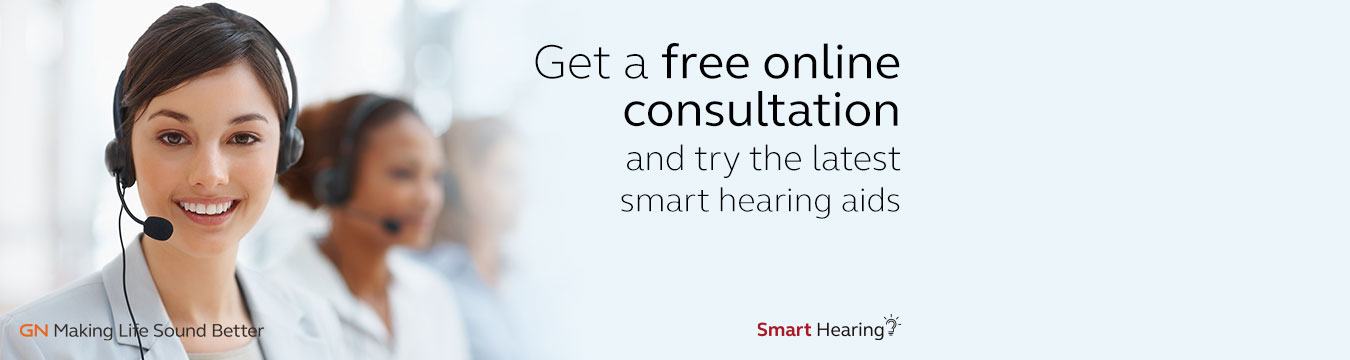 Get a free online
consultation
and try the latest
smart hearing aids
GN Making Life Sound Better
Smart Hearing